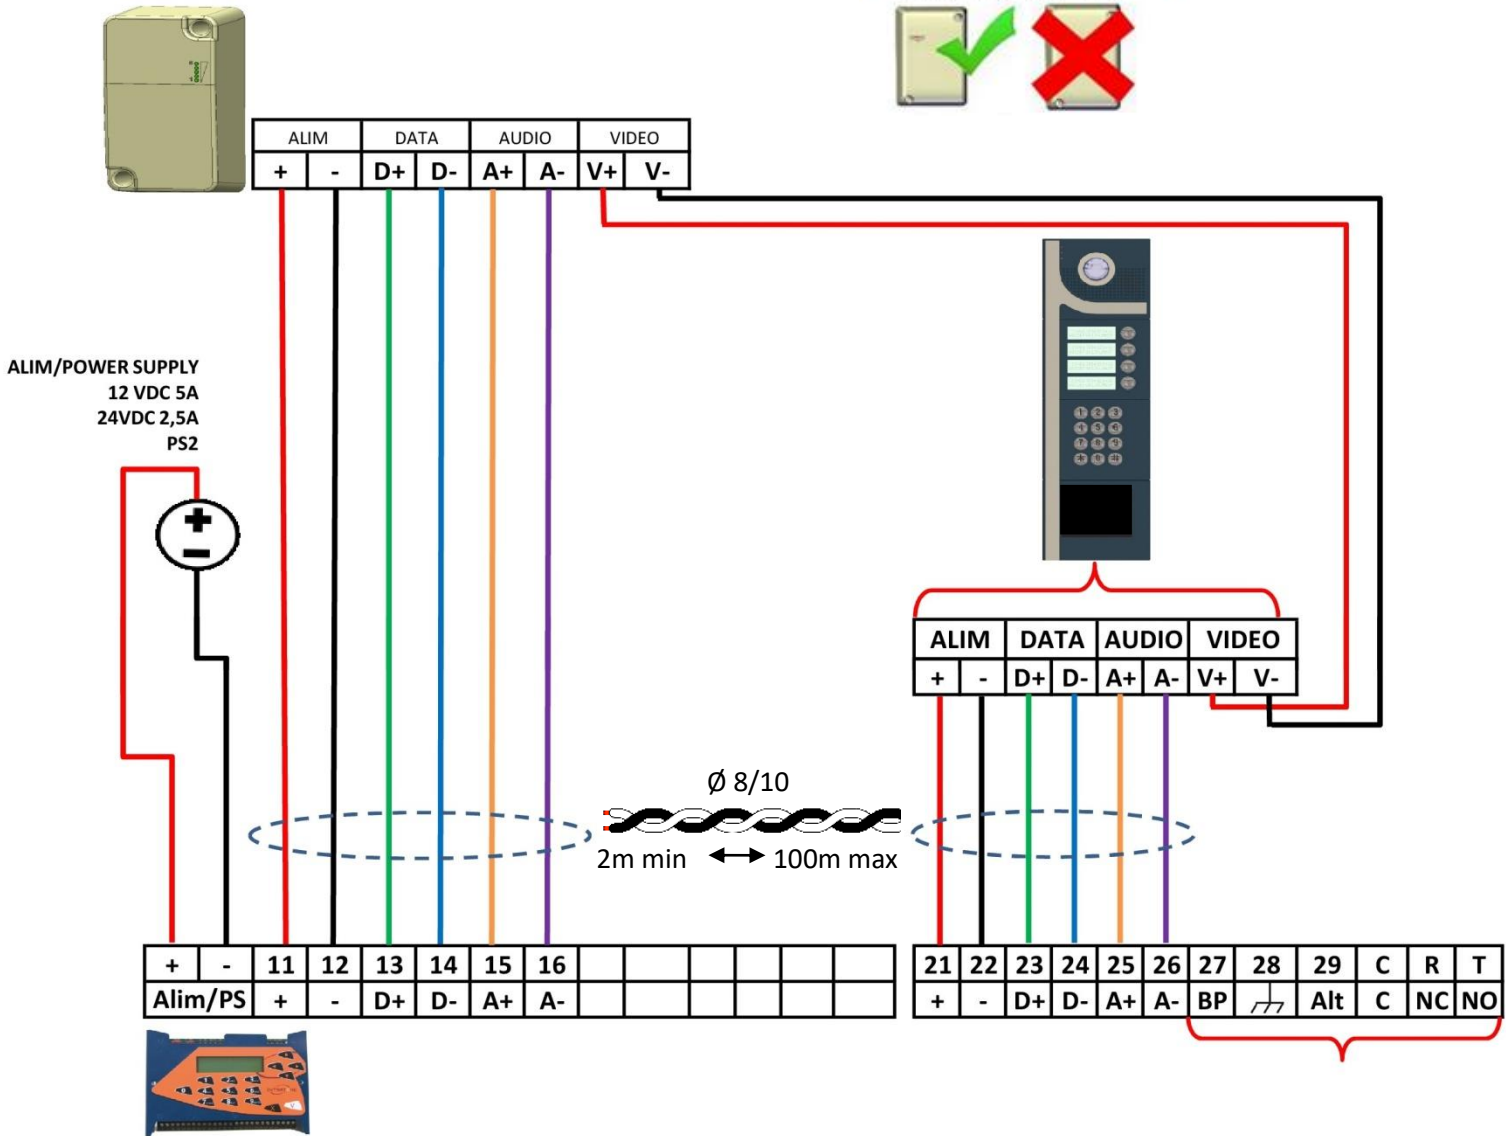 ALIM DATA AUDIO VIDEO
+ - D+ D- A+ A- V+ V-
ALIM/POWER SUPPLY
12 VDC 5A
24VDC 2,5A
PS2
+
-
ALIM DATA AUDIO VIDEO
+ - D+ D- A+ A- V+ V-
Ø 8/10
2m min 100m max
+ - 11 12 13 14 15 16
Alim/PS + - D+ D- A+ A-
21 22 23 24 25 26 27 28 29 C R T
+ - D+ D- A+ A- BP Alt C NC NO